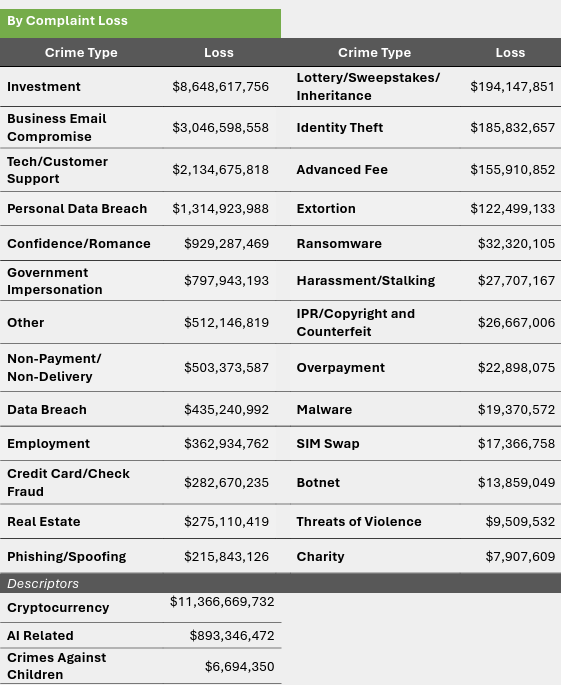 By Complaint Loss
Crime Type Loss Crime Type Loss
Investment $8,648,617,756 Lottery/Sweepstakes/
Inheritance $194,147,851
Business Email
Compromise $3,046,598,558 Identity Theft $185,832,657
Tech/Customer
Support $2,134,675,818 Advanced Fee $155,910,852
Personal Data Breach $1,314,923,988 Extortion $122,499,133
Confidence/Romance $929,287,469 Ransomware $32,320,105
Government
Impersonation $797,943,193 Harassment/Stalking $27,707,167
Other $512,146,819 IPR/Copyright and
Counterfeit $26,667,006
Non-Payment/
Non-Delivery $503,373,587 Overpayment $22,898,075
Data Breach $435,240,992 Malware $19,370,572
Employment $362,934,762 SIM Swap $17,366,758
Credit Card/Check
Fraud $282,670,235 Botnet $13,859,049
Real Estate $275,110,419 Threats of Violence $9,509,532
Phishing/Spoofing $215,843,126 Charity $7,907,609
Descriptors
Cryptocurrency $11,366,669,732
AI Related $893,346,472
Crimes Against
Children $6,694,350